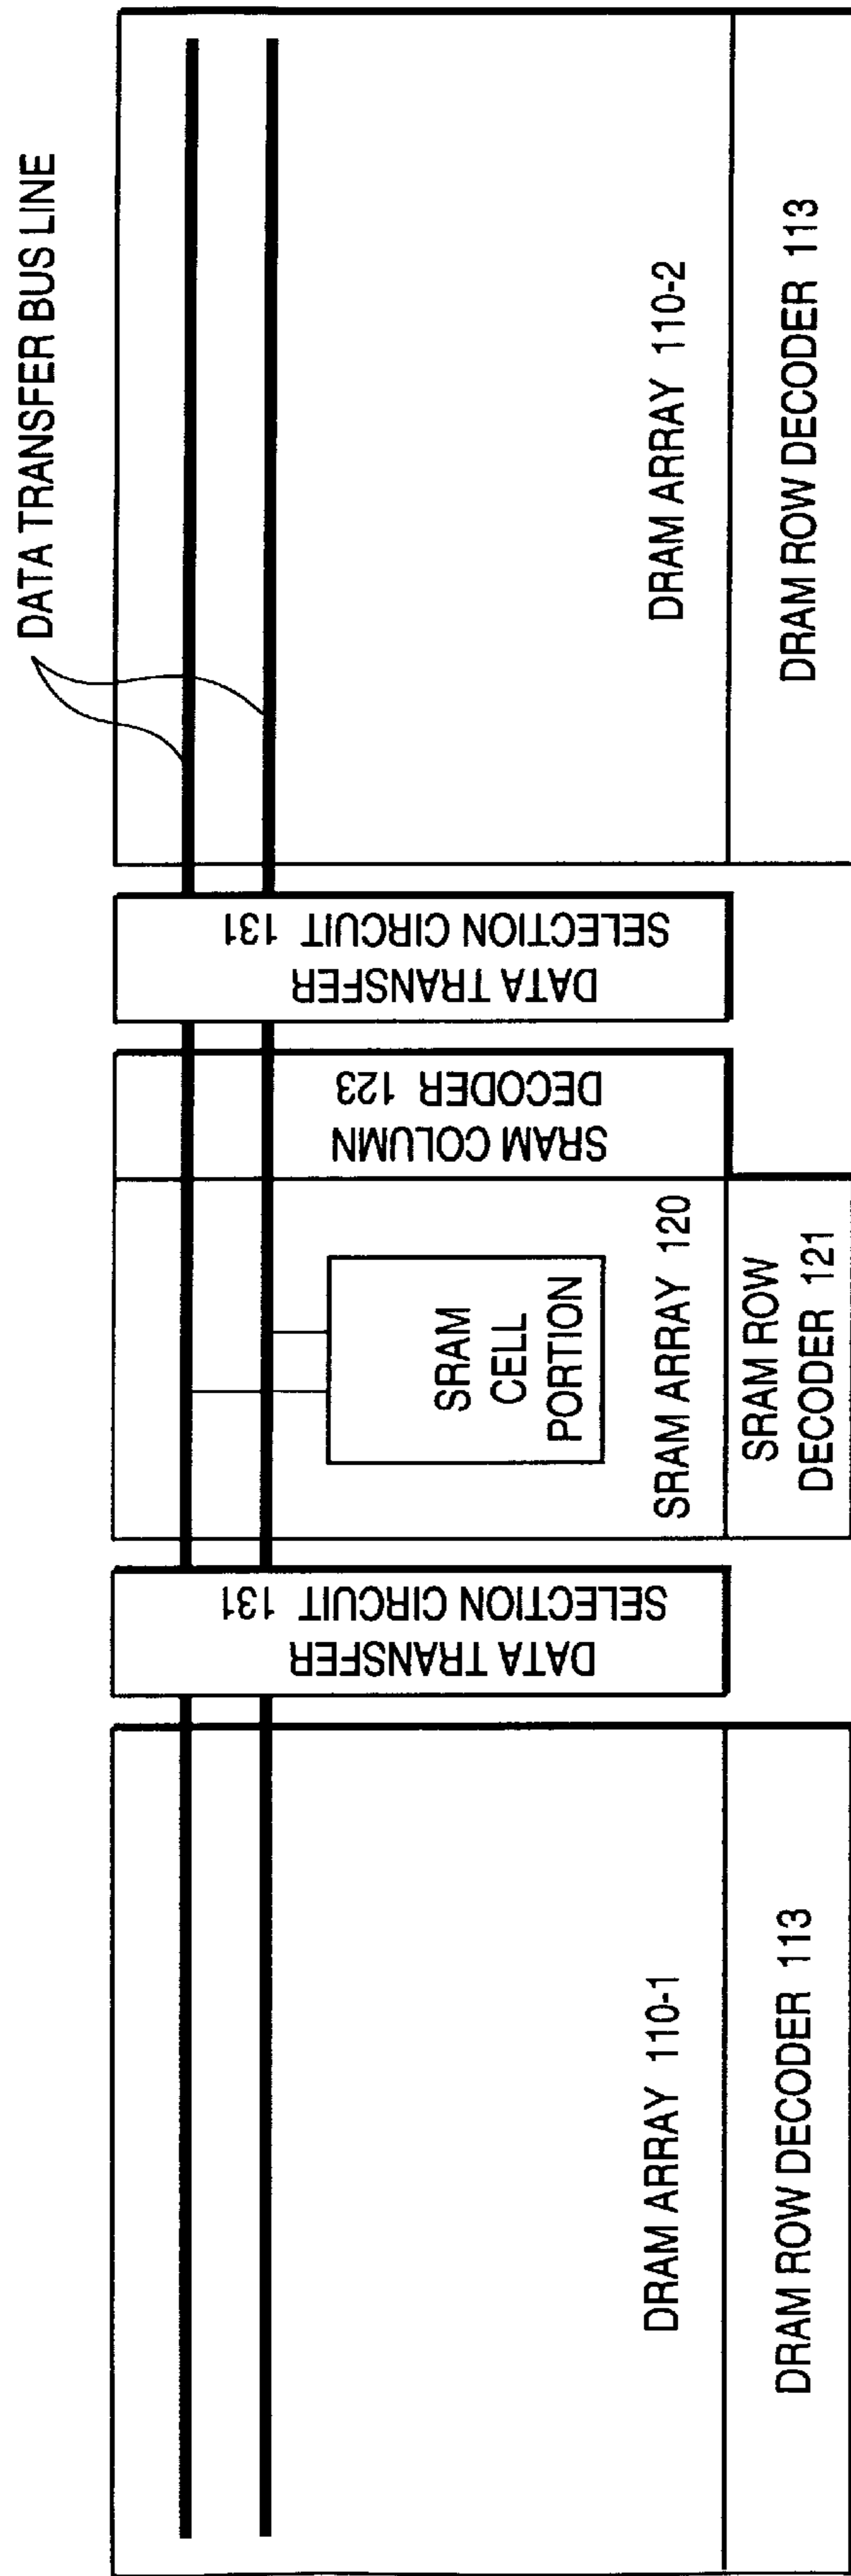 DATA TRANSFER BUS LINE
DRAM ARRAY 110-1
DRAM ROW DECODER 113
DATA TRANSFER
SELECTION CIRCUIT 131
SRAM
CELL
PORTION
SRAM ARRAY 120
SRAM ROW
DECODER 121
SRAM COLUMN
DECODER 123
DATA TRANSFER
SELECTION CIRCUIT 131
DRAM ARRAY 110-2
DRAM ROW DECODER 113